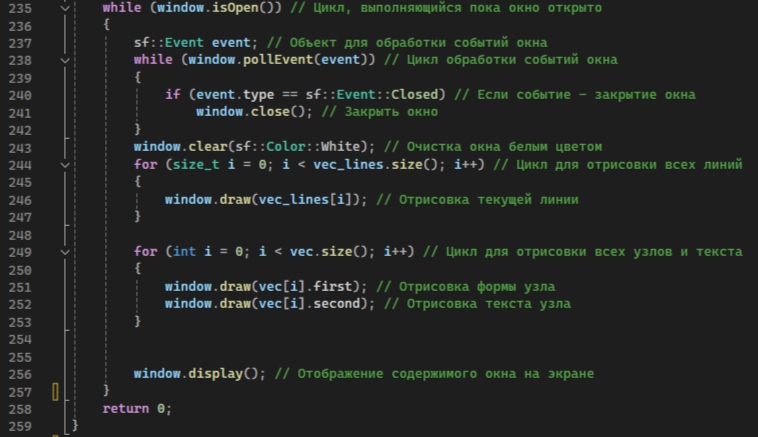 235 while (window.isOpen()) // Цикл, выполняющийся пока окно открыто
236 {
237 sf::Event event; // Объект для обработки событий окна
238 while (window.pollEvent(event)) // Цикл обработки событий окна
239 {
240 if (event.type == sf::Event::Closed) // Если событие – закрытие окна
241 window.close(); // Закрыть окно
242 }
243 window.clear(sf::Color::White); // Очистка окна белым цветом
244 for (size_t i = 0; i < vec_lines.size(); i++) // Цикл для отрисовки всех линий
245 {
246 window.draw(vec_lines[i]); // Отрисовка текущей линии
247 }
248
249 for (int i = 0; i < vec.size(); i++) // Цикл для отрисовки всех узлов и текста
250 {
251 window.draw(vec[i].first); // Отрисовка формы узла
252 window.draw(vec[i].second); // Отрисовка текста узла
253 }
254
255
256 window.display(); // Отображение содержимого окна на экране
257 }
258 return 0;
259 }